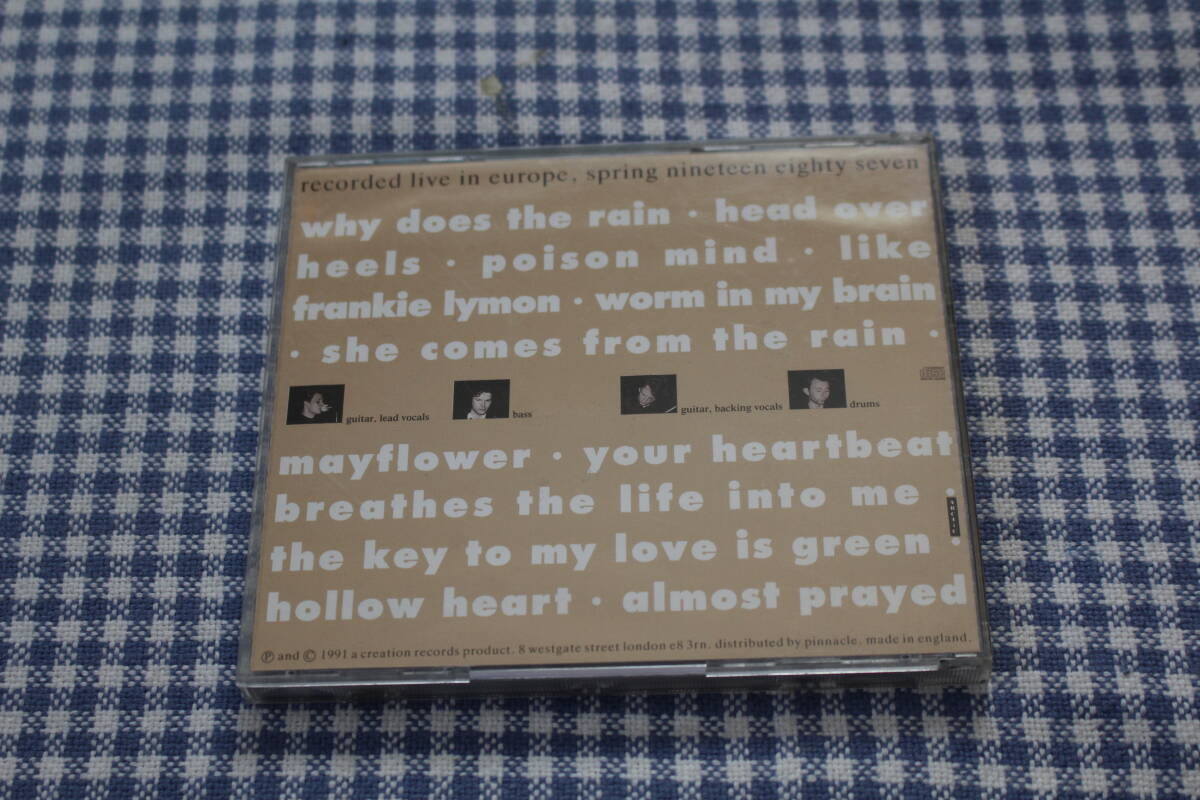 recorded live in europe, spring nineteen eighty seven
why does the rain · head over
heels · poison mind · like
frankie lymon · worm in my brain
· she comes from the rain ·
guitar, lead vocals
bass
guitar, backing vocals
drums
mayflower · your heartbeat
breathes the life into me ·
the key to my love is green ·
hollow heart · almost prayed
℗ and © 1991 a creation records product. 8 westgate street london e8 3rn. distributed by pinnacle. made in england.